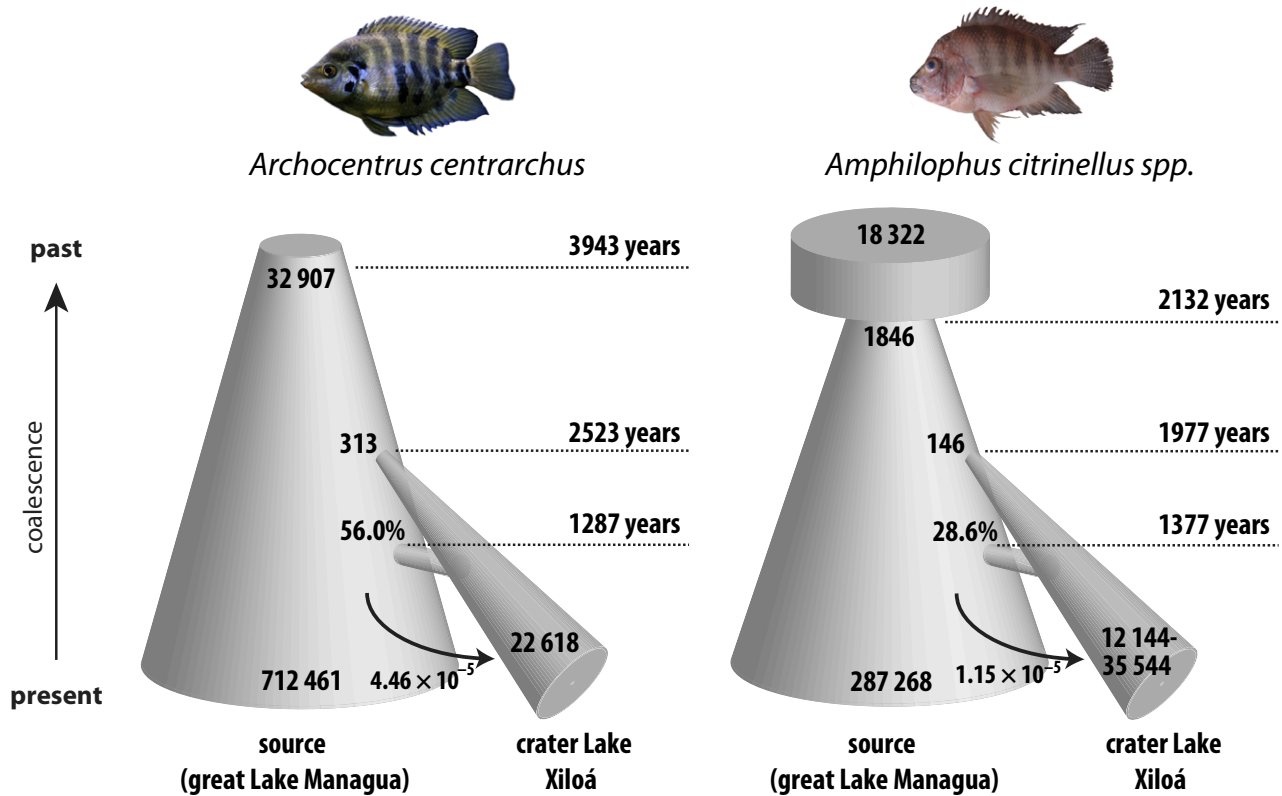 Archocentrus centrarchus
Amphilophus citrinellus spp.
past
coalescence
present
3943 years
32 907
2523 years
313
1287 years
56.0%
22 618
712 461
4.46 × 10⁻⁵
source
(great Lake Managua)
crater Lake
Xiloá
18 322
2132 years
1846
1977 years
146
1377 years
28.6%
12 144-
35 544
287 268
1.15 × 10⁻⁵
source
(great Lake Managua)
crater Lake
Xiloá